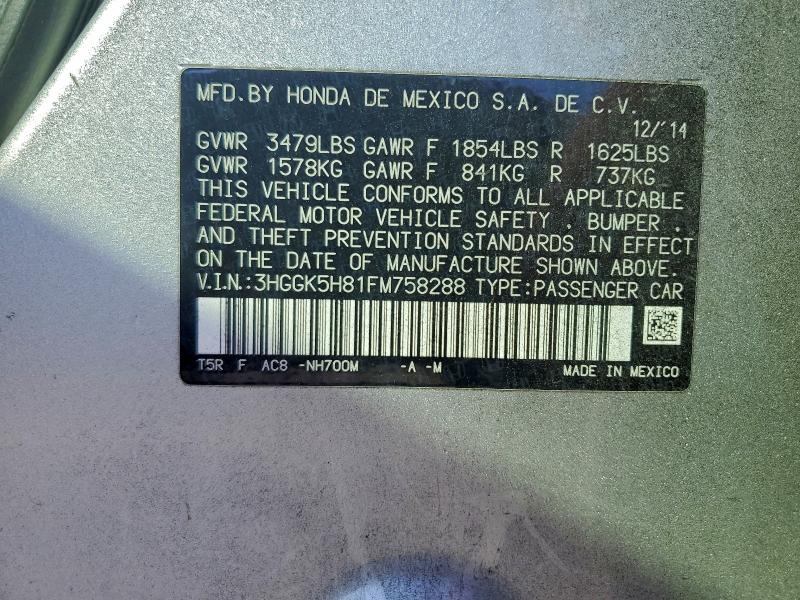 MFD.BY HONDA DE MEXICO S.A. DE C.V.
12/'14
GVWR 3479LBS GAWR F 1854LBS R 1625LBS
GVWR 1578KG GAWR F 841KG R 737KG
THIS VEHICLE CONFORMS TO ALL APPLICABLE
FEDERAL MOTOR VEHICLE SAFETY , BUMPER ,
AND THEFT PREVENTION STANDARDS IN EFFECT
ON THE DATE OF MANUFACTURE SHOWN ABOVE.
V.I.N.:3HGGK5H81FM758288 TYPE:PASSENGER CAR
T5R F AC8 -NH700M -A -M MADE IN MEXICO